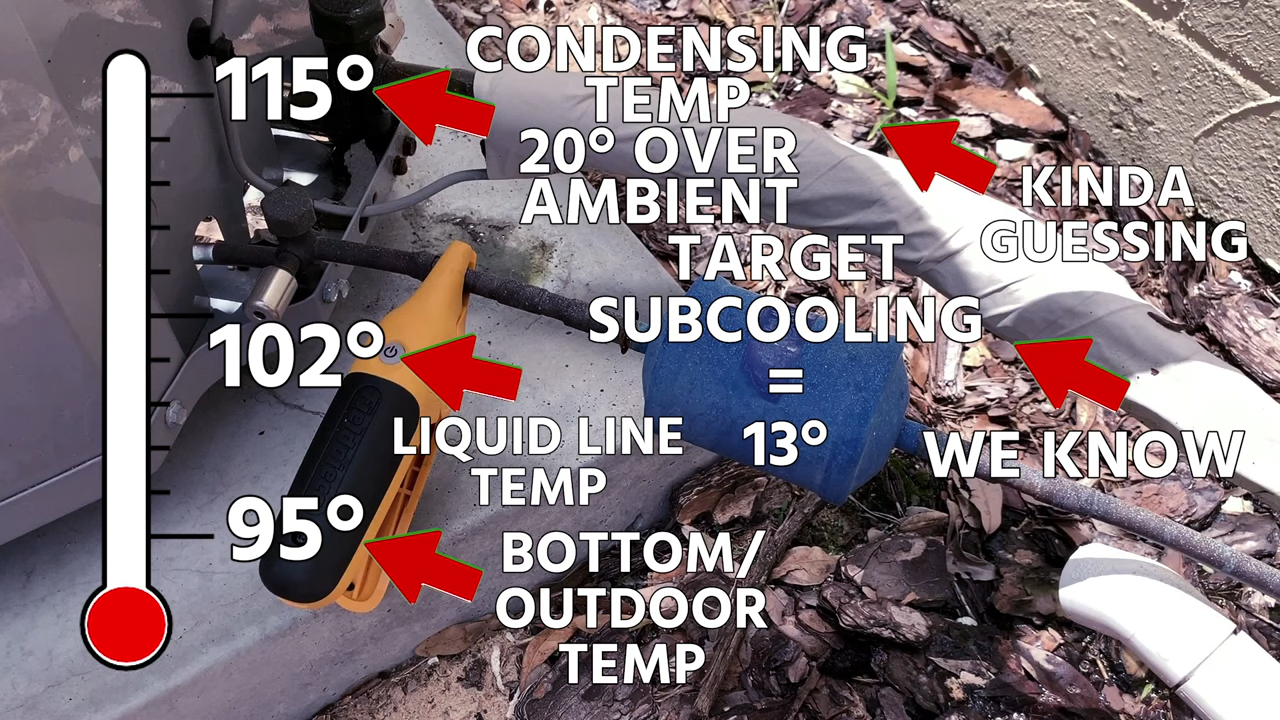 115°
CONDENSING
TEMP
20° OVER
AMBIENT
KINDA
GUESSING
TARGET
SUBCOOLING
=
13°
WE KNOW
102°
LIQUID LINE
TEMP
95°
BOTTOM/
OUTDOOR
TEMP
fieldpiece